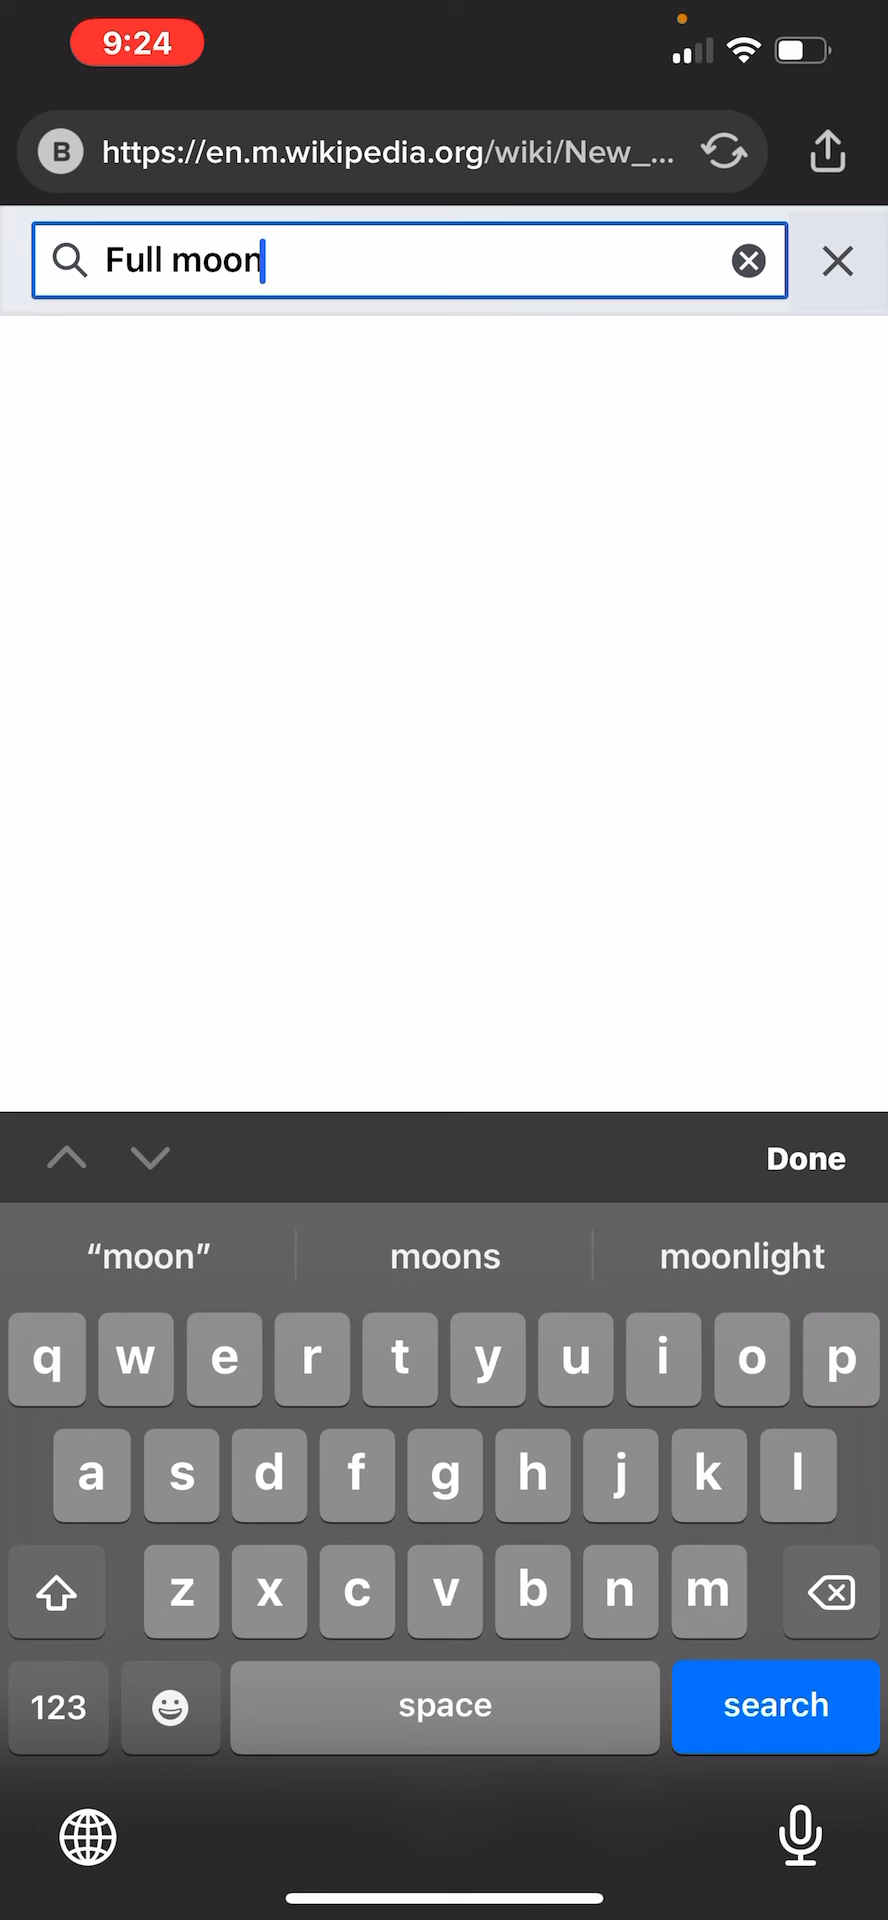 9:24
B https://en.m.wikipedia.org/wiki/New_...
Full moon
Done
“moon” moons moonlight
q w e r t y u i o p
a s d f g h j k l
z x c v b n m
123 space search